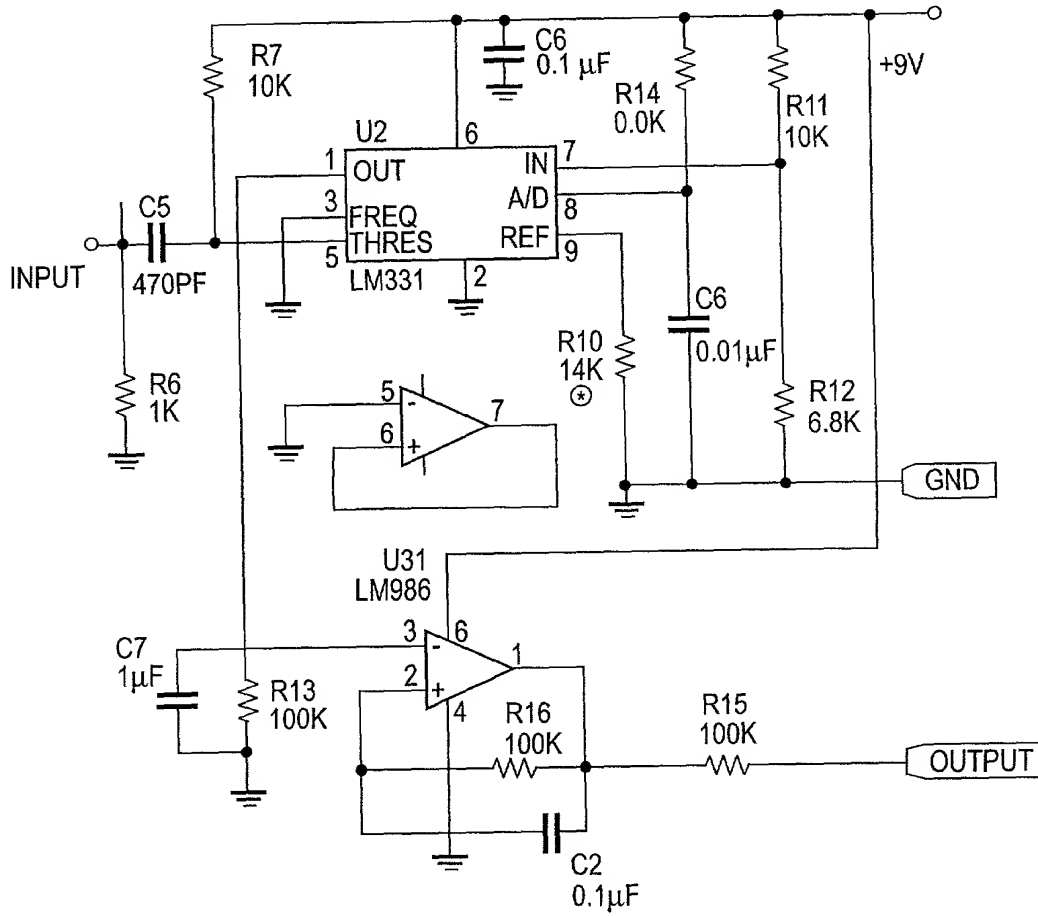 R7
10K
C6
0.1 µF
+9V
R14
0.0K
R11
10K
U2
6
1
OUT
IN
7
3
FREQ
A/D
8
5
THRES
REF
9
LM331
2
C5
470PF
INPUT
R6
1K
R10
14K
*
C6
0.01µF
R12
6.8K
5
-
6
+
7
GND
U31
LM986
3
-
6
1
2
+
4
C7
1µF
R13
100K
R16
100K
R15
100K
OUTPUT
C2
0.1µF